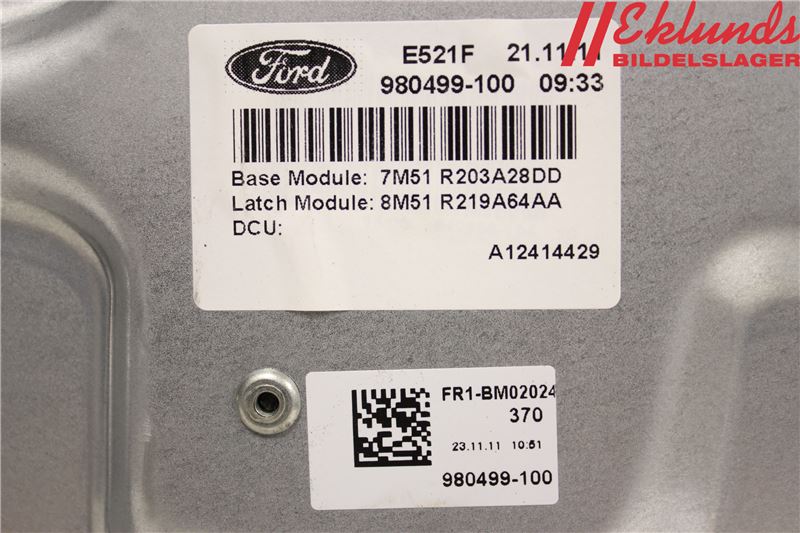 Eklunds
BILDELSLAGER
Ford
E521F 21.11/1
980499-100 09:33
Base Module: 7M51 R203A28DD
Latch Module: 8M51 R219A64AA
DCU:
A12414429
FR1-BM02024
370
23.11.11 10:51
980499-100